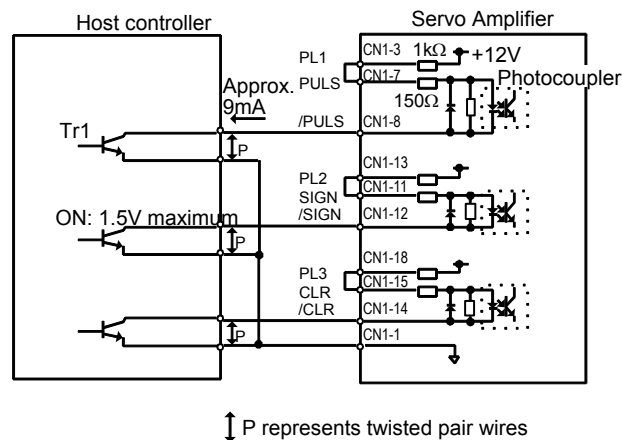 Host controller
Servo Amplifier
PL1
CN1-3
1kΩ
+12V
Approx.
9mA
PULS
CN1-7
150Ω
Photocoupler
/PULS
CN1-8
Tr1
P
CN1-13
PL2
SIGN
CN1-11
ON: 1.5V maximum
/SIGN
CN1-12
P
CN1-18
PL3
CLR
CN1-15
/CLR
CN1-14
P
CN1-1
P represents twisted pair wires